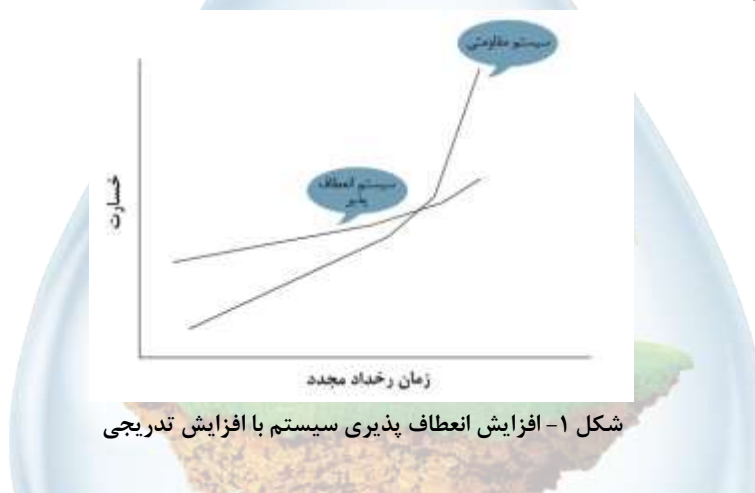 سیستم مقاومتی
سیستم انعطاف
پذیر
خسارت
زمان رخداد مجدد
شکل ۱- افزایش انعطاف پذیری سیستم با افزایش تدریجی